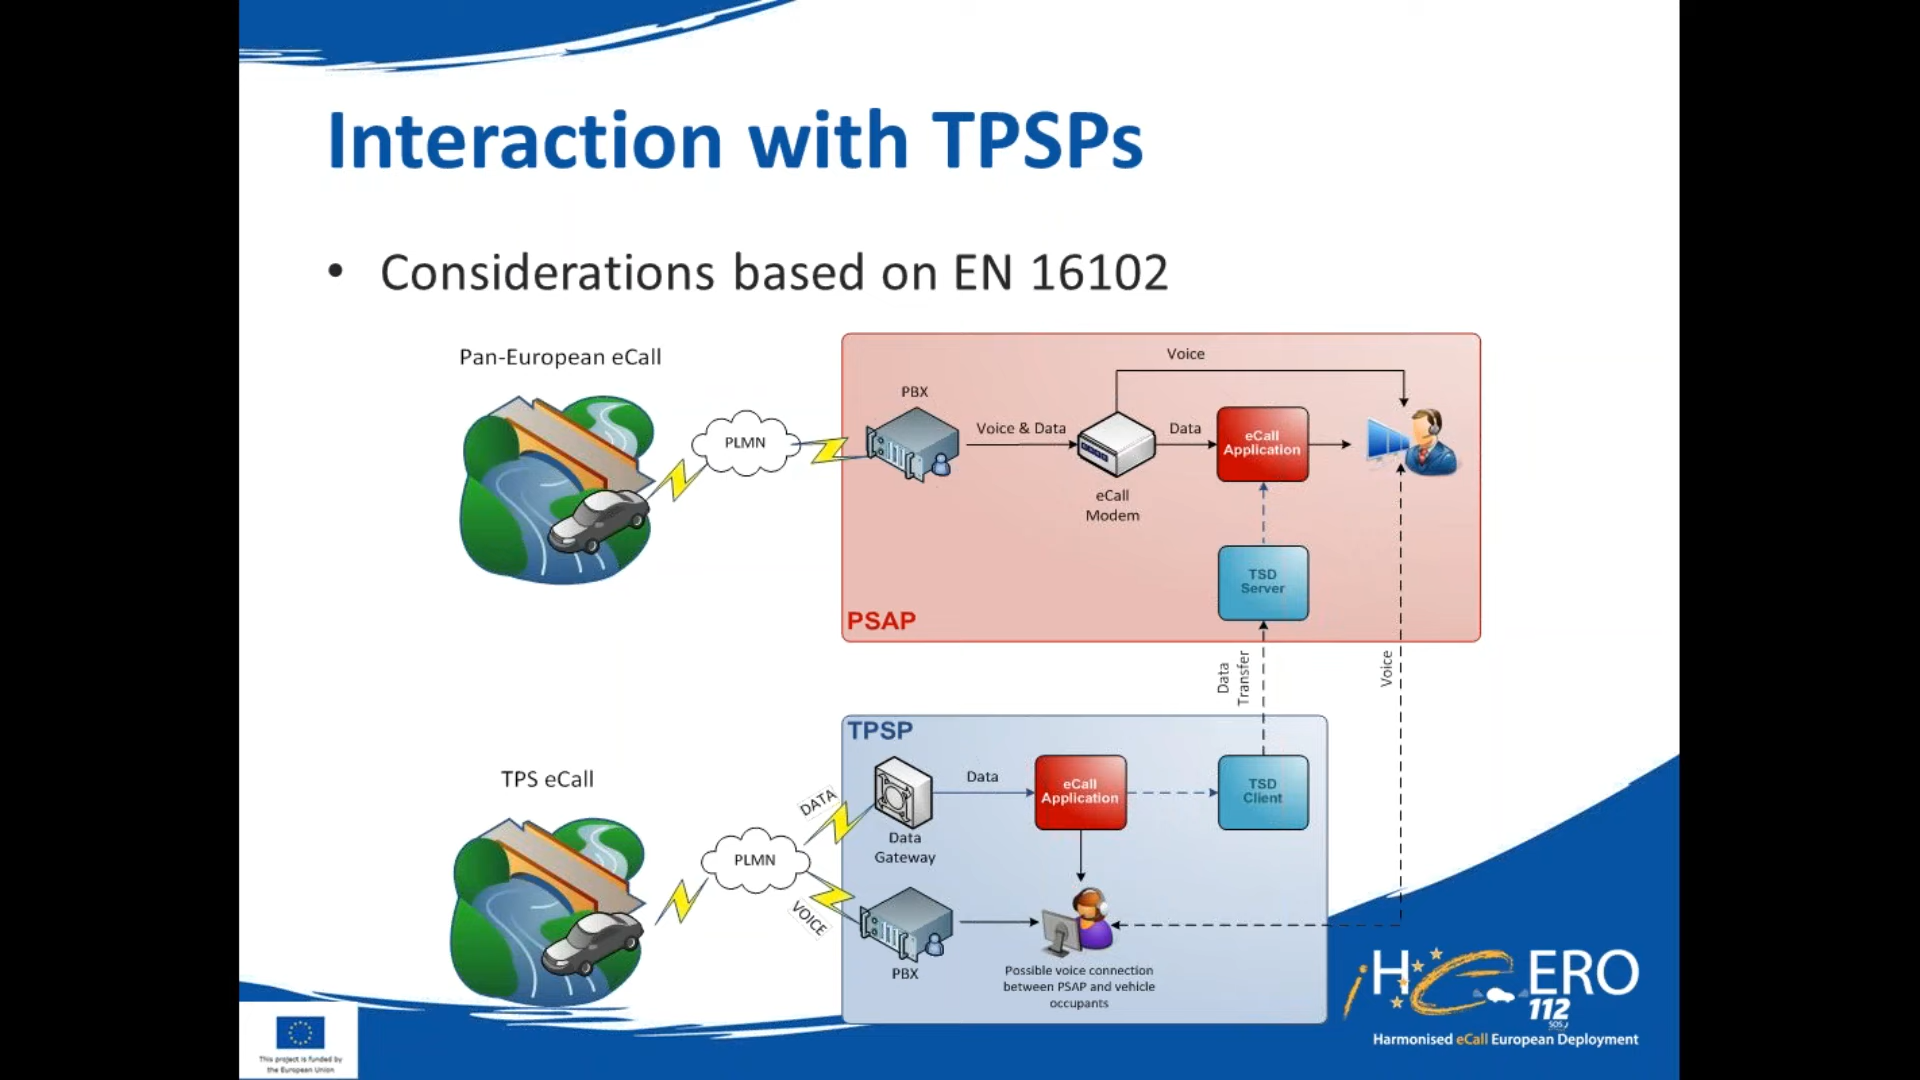 Interaction with TPSPs
• Considerations based on EN 16102
Pan-European eCall
PLMN
PBX
Voice & Data
eCall
Modem
Voice
Data
eCall
Application
TSD
Server
PSAP
Data
Transfer
Voice
TPSP
TPS eCall
PLMN
DATA
VOICE
Data
Gateway
Data
eCall
Application
TSD
Client
PBX
Possible voice connection
between PSAP and vehicle
occupants
iHeERO
112
SOS
Harmonised eCall European Deployment
This project is funded by
the European Union